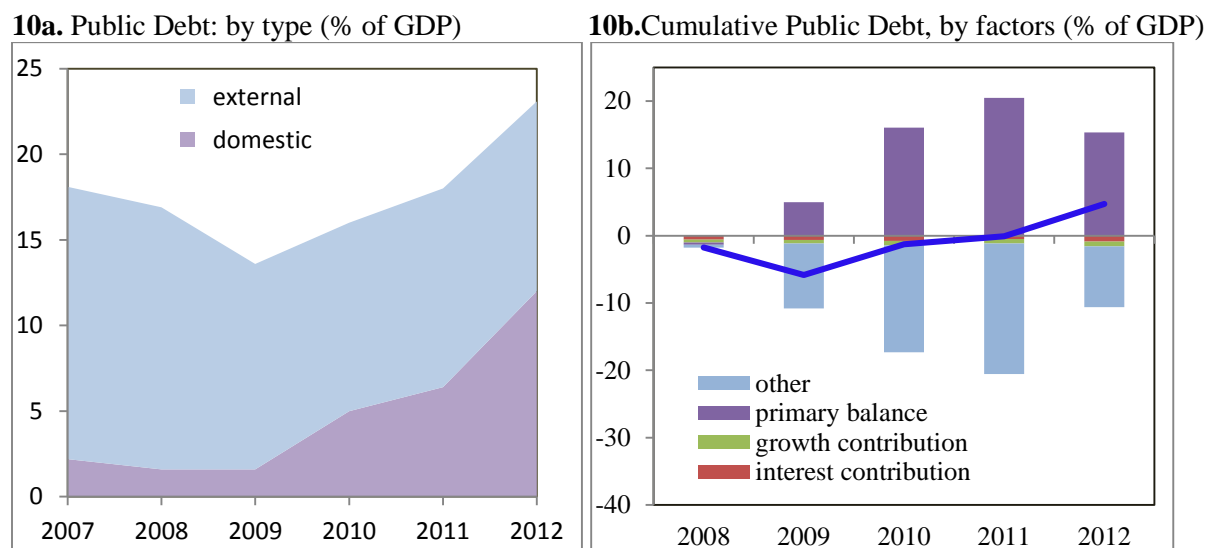 10a. Public Debt: by type (% of GDP)
25
20
15
10
5
0
external
domestic
2007 2008 2009 2010 2011 2012
10b.Cumulative Public Debt, by factors (% of GDP)
20
10
0
-10
-20
-30
-40
other
primary balance
growth contribution
interest contribution
2008 2009 2010 2011 2012